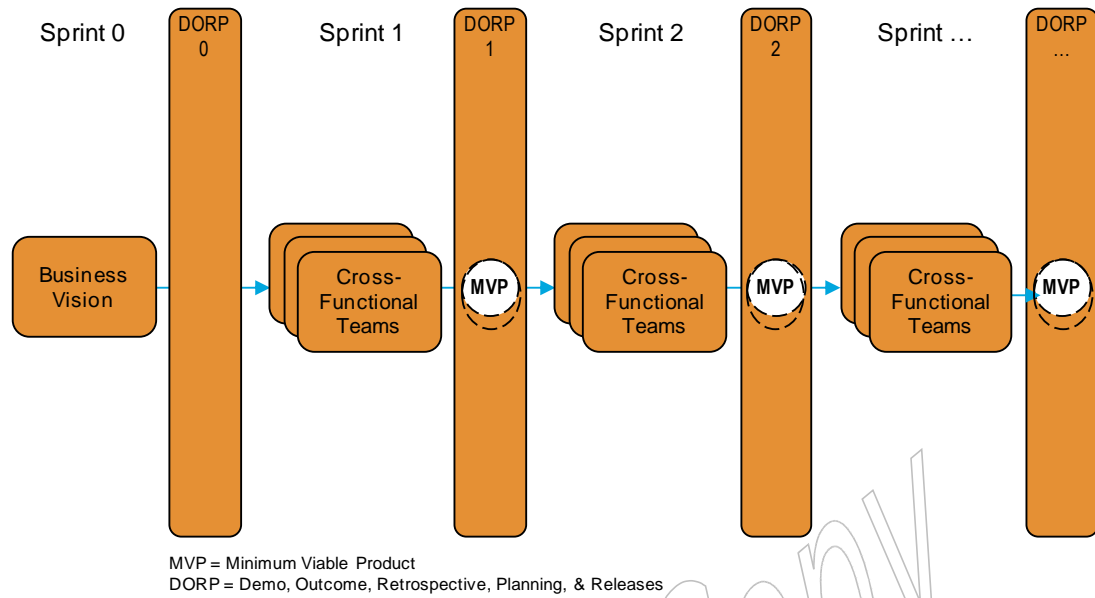 Sprint 0
DORP
0
Sprint 1
DORP
1
Sprint 2
DORP
2
Sprint ...
DORP
...
Business
Vision
Cross-
Functional
Teams
MVP
Cross-
Functional
Teams
MVP
Cross-
Functional
Teams
MVP
MVP = Minimum Viable Product
DORP = Demo, Outcome, Retrospective, Planning, & Releases